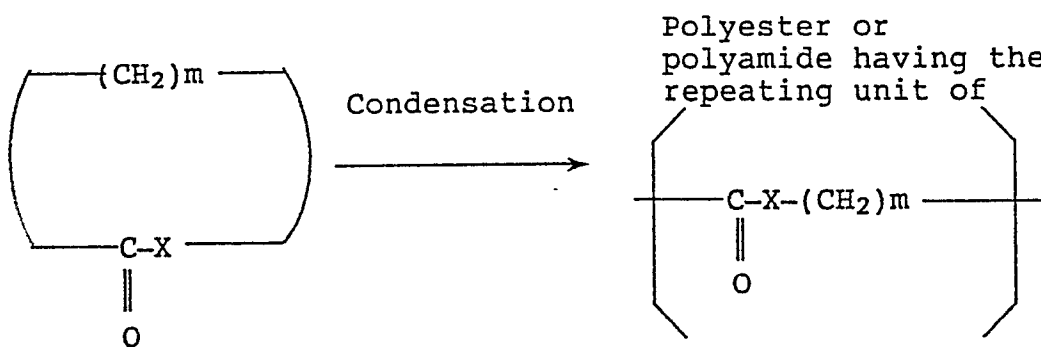 Polyester or
polyamide having the
repeating unit of
(CH2)m
Condensation
C-X
O
C-X-(CH2)m
O